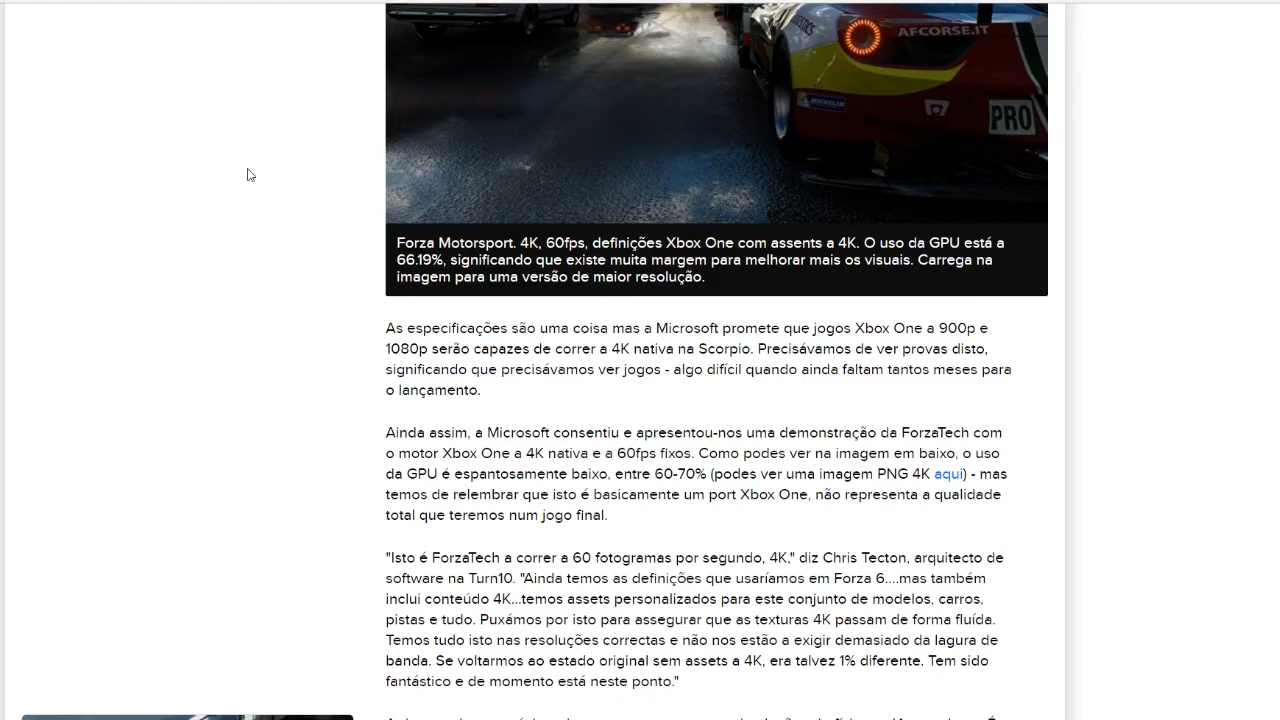 AFCORSE.IT
MICHELIN
PRO
Forza Motorsport. 4K, 60fps, definições Xbox One com assents a 4K. O uso da GPU está a
66.19%, significando que existe muita margem para melhorar mais os visuais. Carrega na
imagem para uma versão de maior resolução.
As especificações são uma coisa mas a Microsoft promete que jogos Xbox One a 900p e
1080p serão capazes de correr a 4K nativa na Scorpio. Precisávamos de ver provas disto,
significando que precisávamos ver jogos - algo difícil quando ainda faltam tantos meses para
o lançamento.
Ainda assim, a Microsoft consentiu e apresentou-nos uma demonstração da ForzaTech com
o motor Xbox One a 4K nativa e a 60fps fixos. Como podes ver na imagem em baixo, o uso
da GPU é espantosamente baixo, entre 60-70% (podes ver uma imagem PNG 4K aqui) - mas
temos de relembrar que isto é basicamente um port Xbox One, não representa a qualidade
total que teremos num jogo final.
"Isto é ForzaTech a correr a 60 fotogramas por segundo, 4K," diz Chris Tecton, arquitecto de
software na Turn10. "Ainda temos as definições que usaríamos em Forza 6....mas também
inclui conteúdo 4K...temos assets personalizados para este conjunto de modelos, carros,
pistas e tudo. Puxámos por isto para assegurar que as texturas 4K passam de forma fluída.
Temos tudo isto nas resoluções correctas e não nos estão a exigir demasiado da lagura de
banda. Se voltarmos ao estado original sem assets a 4K, era talvez 1% diferente. Tem sido
fantástico e de momento está neste ponto."